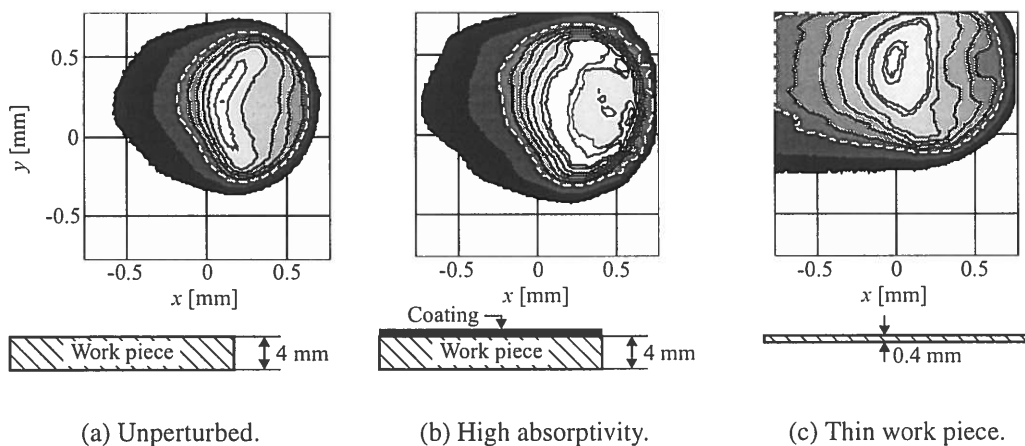 0.5
0
-0.5
y [mm]
-0.5
0
0.5
x [mm]
-0.5
0
0.5
x [mm]
-0.5
0
0.5
x [mm]
Work piece
4 mm
Coating
Work piece
4 mm
0.4 mm
(a) Unperturbed.
(b) High absorptivity.
(c) Thin work piece.